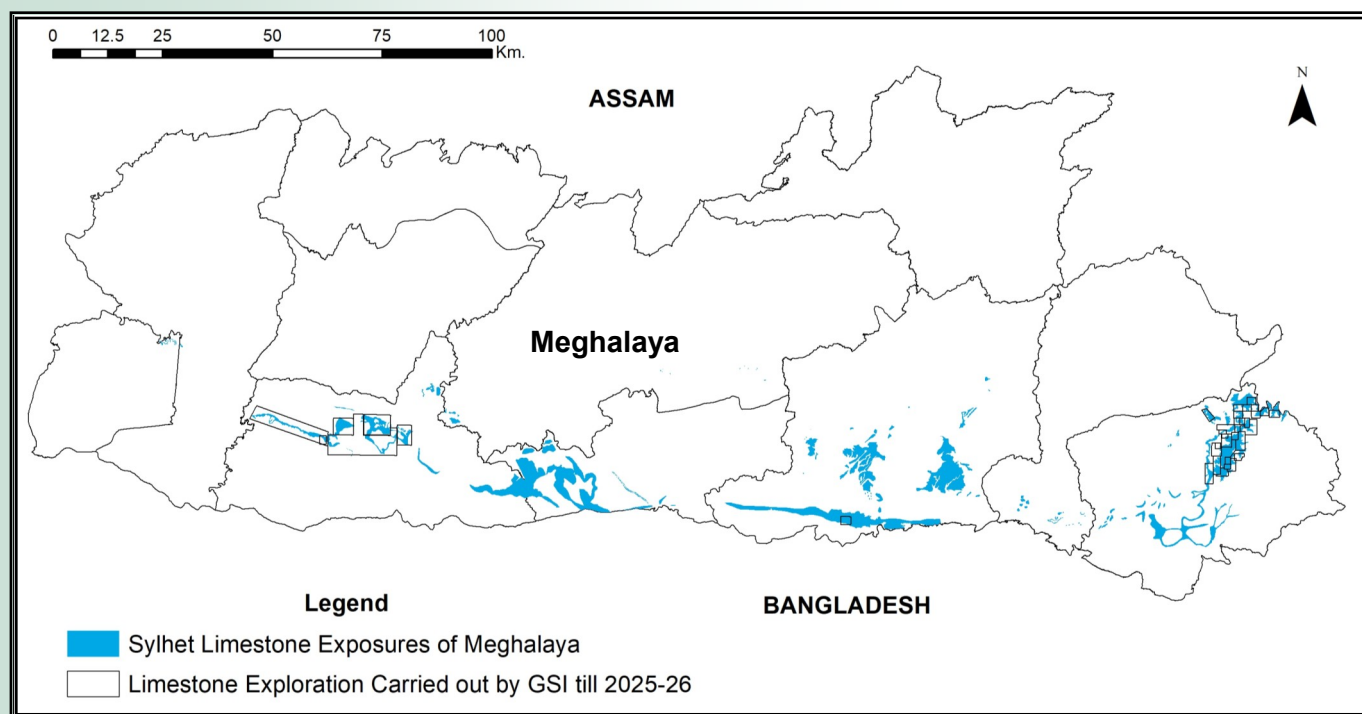 0 12.5 25 50 75 100
Km.
ASSAM
N
Meghalaya
Legend
BANGLADESH
Sylhet Limestone Exposures of Meghalaya
Limestone Exploration Carried out by GSI till 2025-26